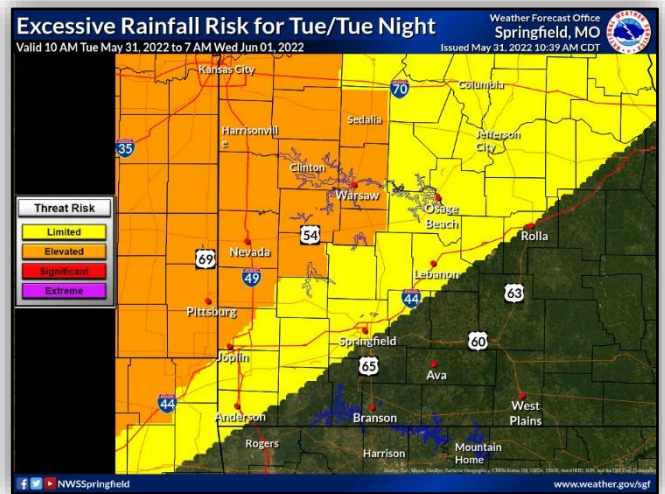 Excessive Rainfall Risk for Tue/Tue Night
Valid 10 AM Tue May 31, 2022 to 7 AM Wed Jun 01, 2022
Weather Forecast Office
Springfield, MO
Issued May 31, 2022 10:39 AM CDT
Kansas City
70
Columbia
Harrisonvill
e
Sedalia
Jefferson
City
35
Clinton
Warsaw
Osage
Beach
Threat Risk
Limited
Elevated
Significant
Extreme
54
Rolla
69
Nevada
49
Lebanon
44
63
Pittsburg
Springfield
60
Joplin
65
Ava
44
Anderson
Branson
West
Plains
Rogers
Harrison
Mountain
Home
NWSSpringfield
www.weather.gov/sgf